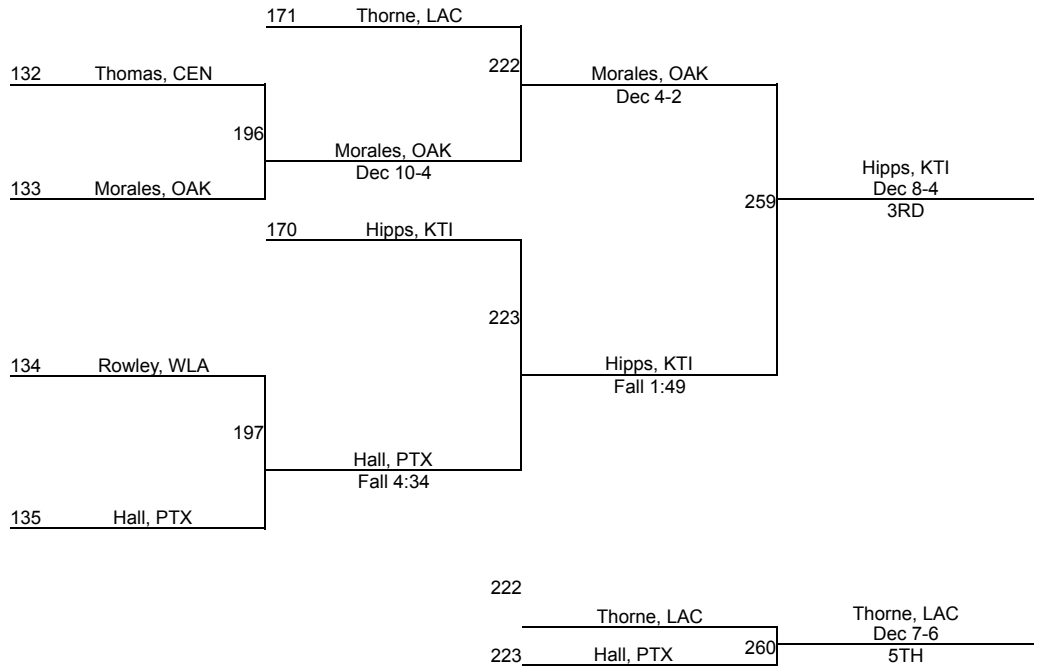 171 Thorne, LAC
132 Thomas, CEN
222
Morales, OAK
Dec 4-2
196
Morales, OAK
Dec 10-4
133 Morales, OAK
Hipps, KTI
Dec 8-4
3RD
259
170 Hipps, KTI
223
134 Rowley, WLA
Hipps, KTI
Fall 1:49
197
Hall, PTX
Fall 4:34
135 Hall, PTX
222
Thorne, LAC
Thorne, LAC
Dec 7-6
5TH
260
223 Hall, PTX